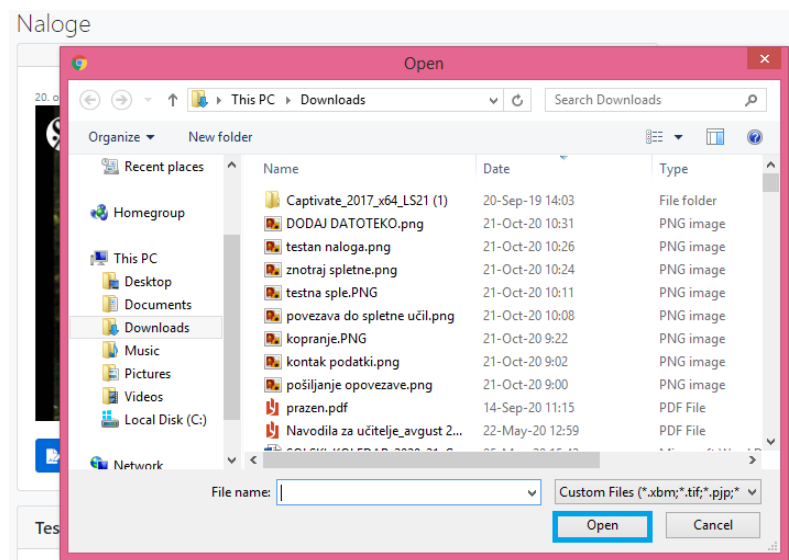 Naloge
Open
20. o
This PC Downloads
Search Downloads
Organize New folder
Recent places
Homegroup
This PC
Desktop
Documents
Downloads
Music
Pictures
Videos
Local Disk (C:)
Network
Name Date Type
Captivate_2017_x64_LS21 (1) 20-Sep-19 14:03 File folder
DODAJ DATOTEKO.png 21-Oct-20 10:31 PNG image
testan naloga.png 21-Oct-20 10:26 PNG image
znotraj spletne.png 21-Oct-20 10:24 PNG image
testna sple.PNG 21-Oct-20 10:11 PNG image
povezava do spletne učil.png 21-Oct-20 10:08 PNG image
kopranje.PNG 21-Oct-20 9:22 PNG image
kontak podatki.png 21-Oct-20 9:02 PNG image
pošiljanje opovezave.png 21-Oct-20 9:00 PNG image
prazen.pdf 14-Sep-20 11:15 PDF File
Navodila za učitelje_avgust 2... 22-May-20 12:59 PDF File
File name: Custom Files (*.xbm;*.tif;*.pjp;*
Open Cancel
Tes